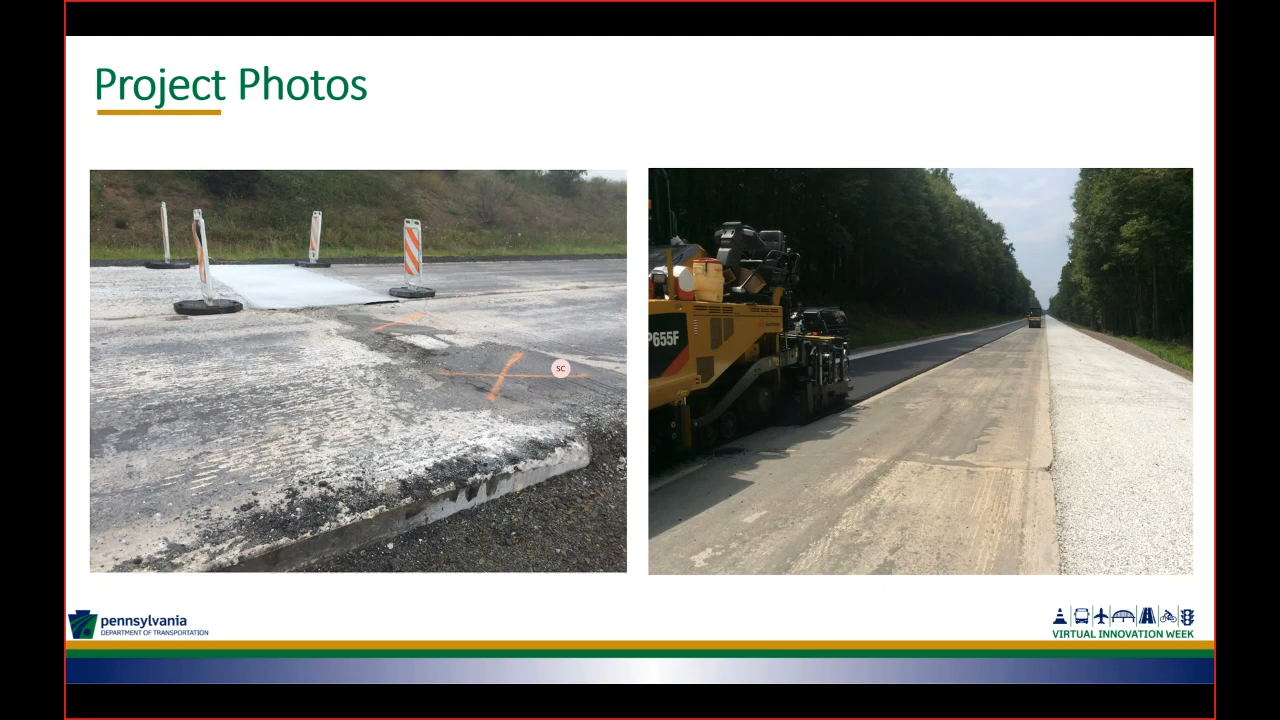 Project Photos
SC
P655F
pennsylvania
DEPARTMENT OF TRANSPORTATION
VIRTUAL INNOVATION WEEK